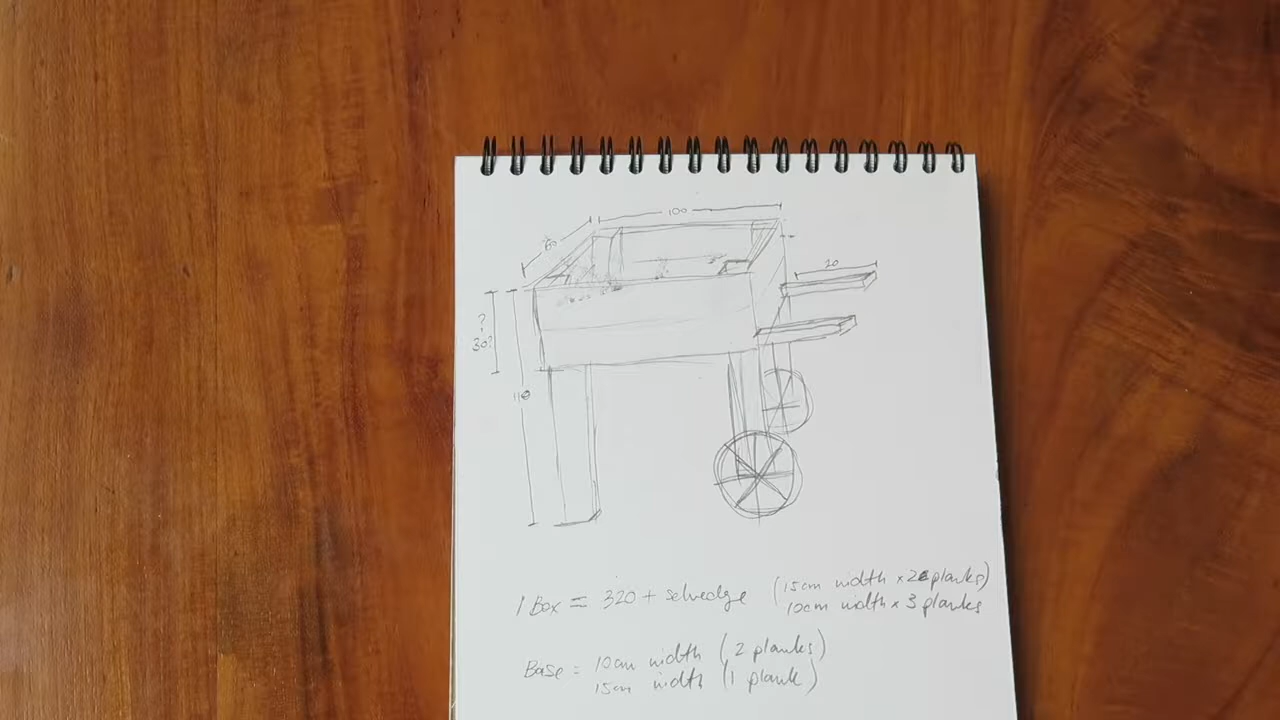 100
60
20
?
30?
110
1 Box = 320 + selvedge (15cm width x 2 planks)
10cm width x 3 planks
Base = 10cm width (2 planks)
15cm width (1 plank)